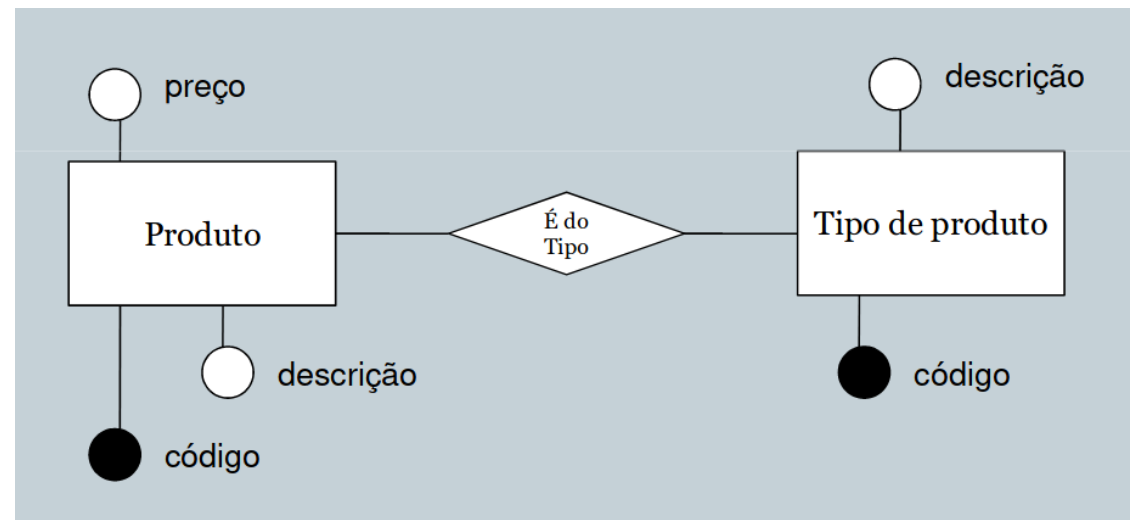 preço
descrição
Produto
É do
Tipo
Tipo de produto
descrição
código
código